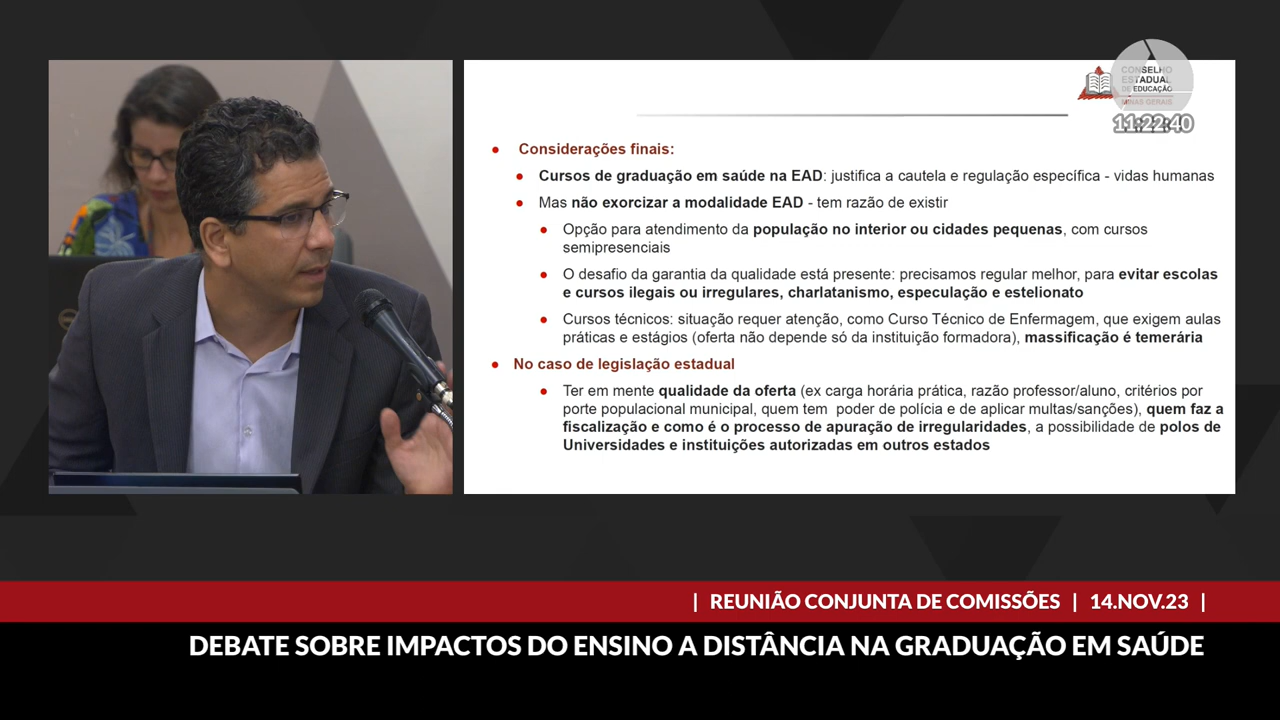 CONSELHO
ESTADUAL
DE EDUCAÇÃO
MINAS GERAIS
11:22:40
• Considerações finais:
• Cursos de graduação em saúde na EAD: justifica a cautela e regulação específica - vidas humanas
• Mas não exorcizar a modalidade EAD - tem razão de existir
• Opção para atendimento da população no interior ou cidades pequenas, com cursos
semipresenciais
• O desafio da garantia da qualidade está presente: precisamos regular melhor, para evitar escolas
e cursos ilegais ou irregulares, charlatanismo, especulação e estelionato
• Cursos técnicos: situação requer atenção, como Curso Técnico de Enfermagem, que exigem aulas
práticas e estágios (oferta não depende só da instituição formadora), massificação é temerária
• No caso de legislação estadual
• Ter em mente qualidade da oferta (ex carga horária prática, razão professor/aluno, critérios por
porte populacional municipal, quem tem poder de polícia e de aplicar multas/sanções), quem faz a
fiscalização e como é o processo de apuração de irregularidades, a possibilidade de polos de
Universidades e instituições autorizadas em outros estados
| REUNIÃO CONJUNTA DE COMISSÕES | 14.NOV.23 |
DEBATE SOBRE IMPACTOS DO ENSINO A DISTÂNCIA NA GRADUAÇÃO EM SAÚDE